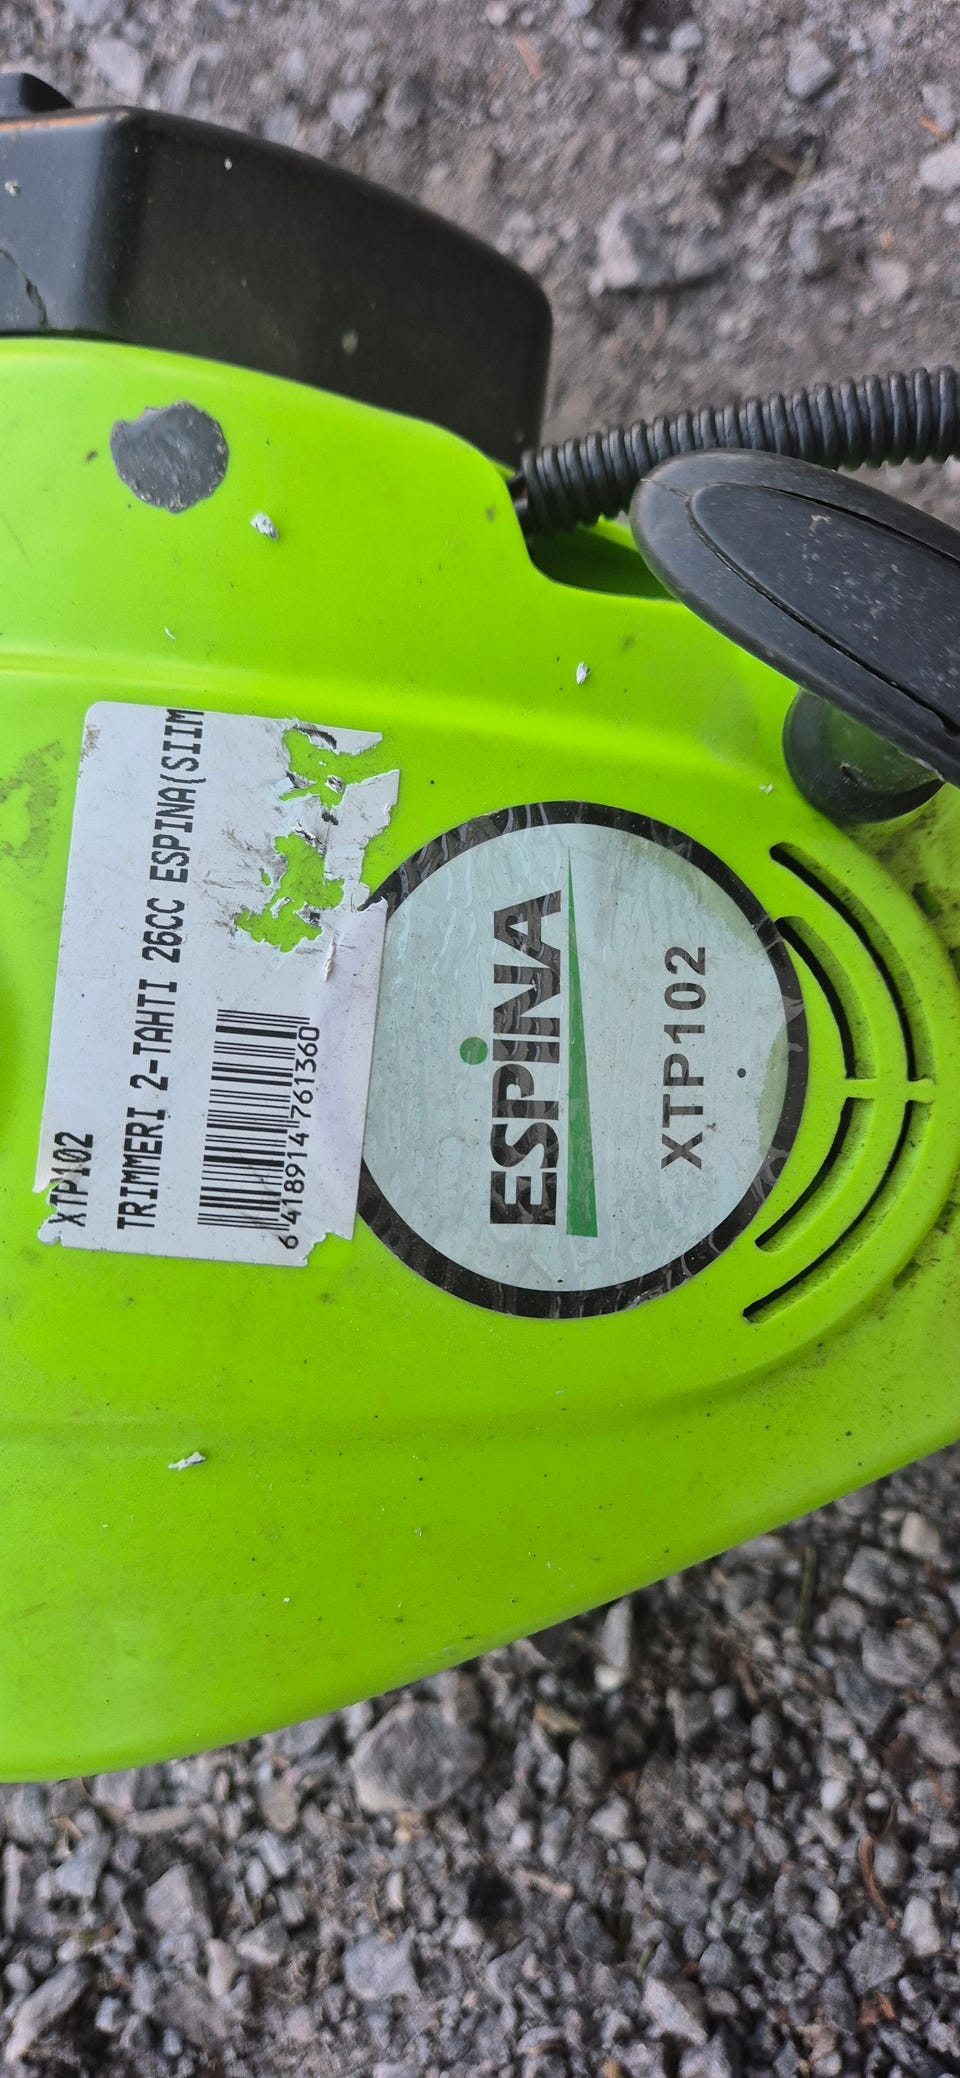 XTP102
TRIMMERI 2-TAHTI 26CC ESPINA(SIIM
6 418914 761360
ESPINA
XTP102